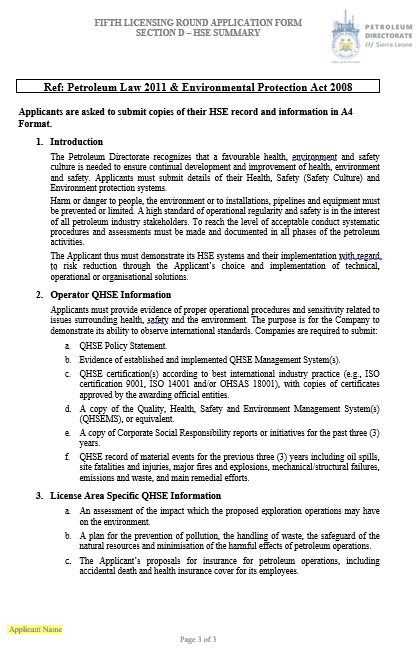 FIFTH LICENSING ROUND APPLICATION FORM
SECTION D – HSE SUMMARY
PETROLEUM
DIRECTORATE
Of Sierra Leone
Ref: Petroleum Law 2011 & Environmental Protection Act 2008
Applicants are asked to submit copies of their HSE record and information in A4
Format.
1. Introduction
The Petroleum Directorate recognizes that a favourable health, environment and safety
culture is needed to ensure continual development and improvement of health, environment
and safety. Applicants must submit details of their Health, Safety (Safety Culture) and
Environment protection systems.
Harm or danger to people, the environment or to installations, pipelines and equipment must
be prevented or limited. A high standard of operational regularity and safety is in the interest
of all petroleum industry stakeholders. To reach the level of acceptable conduct systematic
procedures and assessments must be made and documented in all phases of the petroleum
activities.
The Applicant thus must demonstrate its HSE systems and their implementation with regard
to risk reduction through the Applicant's choice and implementation of technical,
operational or organisational solutions.
2. Operator QHSE Information
Applicants must provide evidence of proper operational procedures and sensitivity related to
issues surrounding health, safety and the environment. The purpose is for the Company to
demonstrate its ability to observe international standards. Companies are required to submit:
a. QHSE Policy Statement.
b. Evidence of established and implemented QHSE Management System(s).
c. QHSE certification(s) according to best international industry practice (e.g., ISO
certification 9001, ISO 14001 and/or OHSAS 18001), with copies of certificates
approved by the awarding official entities.
d. A copy of the Quality, Health, Safety and Environment Management System(s)
(QHSEMS), or equivalent.
e. A copy of Corporate Social Responsibility reports or initiatives for the past three (3)
years.
f. QHSE record of material events for the previous three (3) years including oil spills,
site fatalities and injuries, major fires and explosions, mechanical/structural failures,
emissions and waste, and main remedial efforts.
3. License Area Specific QHSE Information
a. An assessment of the impact which the proposed exploration operations may have
on the environment.
b. A plan for the prevention of pollution, the handling of waste, the safeguard of the
natural resources and minimisation of the harmful effects of petroleum operations.
c. The Applicant's proposals for insurance for petroleum operations, including
accidental death and health insurance cover for its employees.
Applicant Name
Page 3 of 3